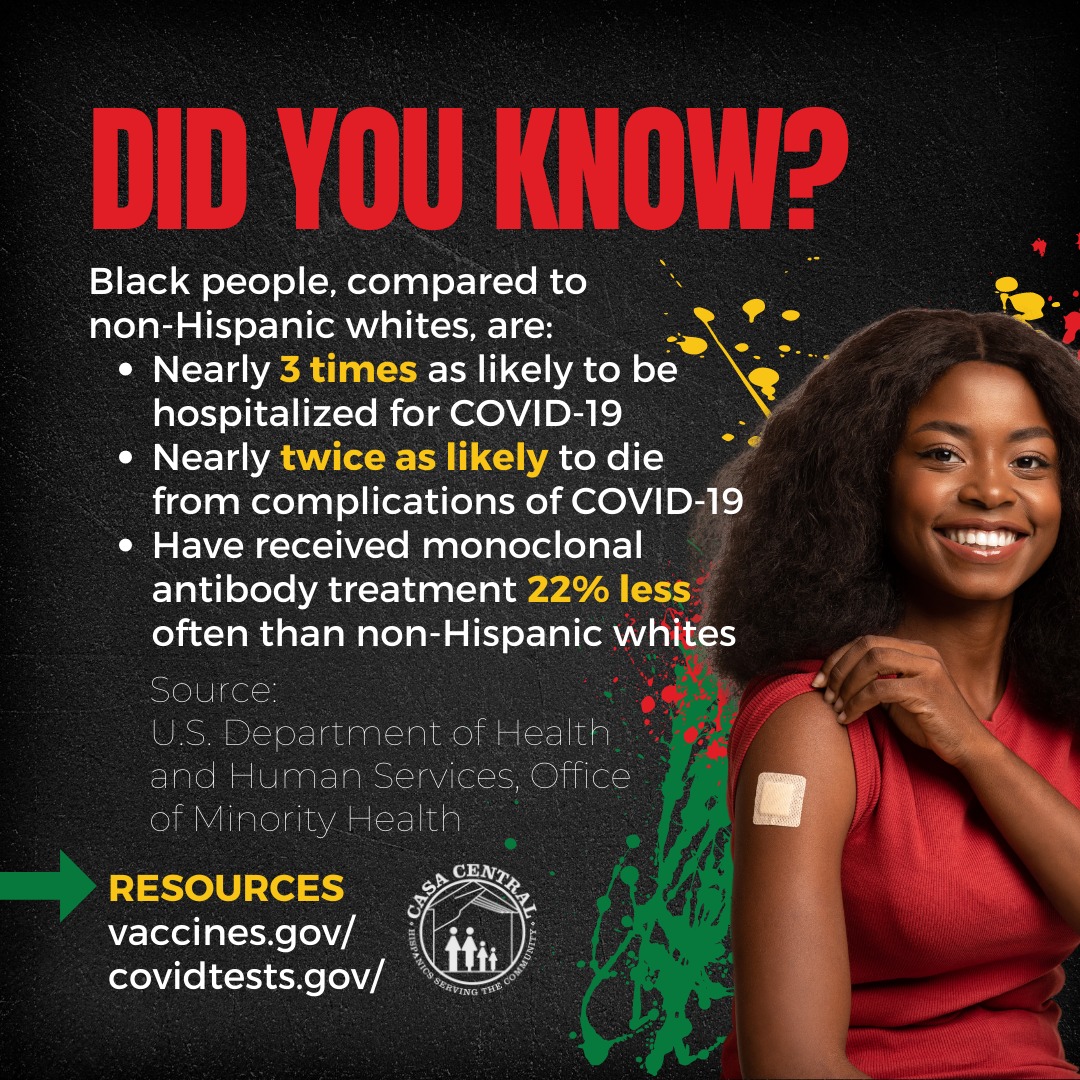 DID YOU KNOW?
Black people, compared to
non-Hispanic whites, are:
• Nearly 3 times as likely to be
hospitalized for COVID-19
• Nearly twice as likely to die
from complications of COVID-19
• Have received monoclonal
antibody treatment 22% less
often than non-Hispanic whites
Source:
U.S. Department of Health
and Human Services, Office
of Minority Health
RESOURCES
vaccines.gov/
covidtests.gov/
CASA CENTRAL
HISPANICS SERVING THE COMMUNITY